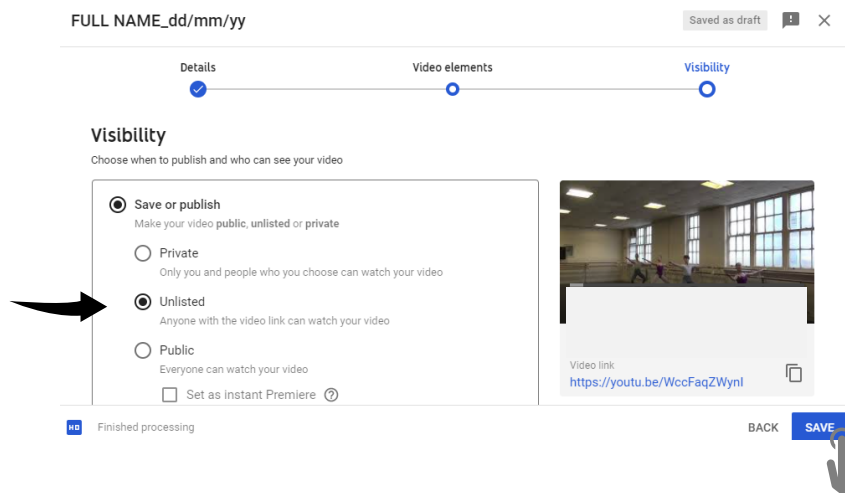 FULL NAME_dd/mm/yy
Saved as draft
Details
Video elements
Visibility
Visibility
Choose when to publish and who can see your video
Save or publish
Make your video public, unlisted or private
Private
Only you and people who you choose can watch your video
Unlisted
Anyone with the video link can watch your video
Public
Everyone can watch your video
Set as instant Premiere
Video link
https://youtu.be/WccFaqZWynI
HD
Finished processing
BACK
SAVE